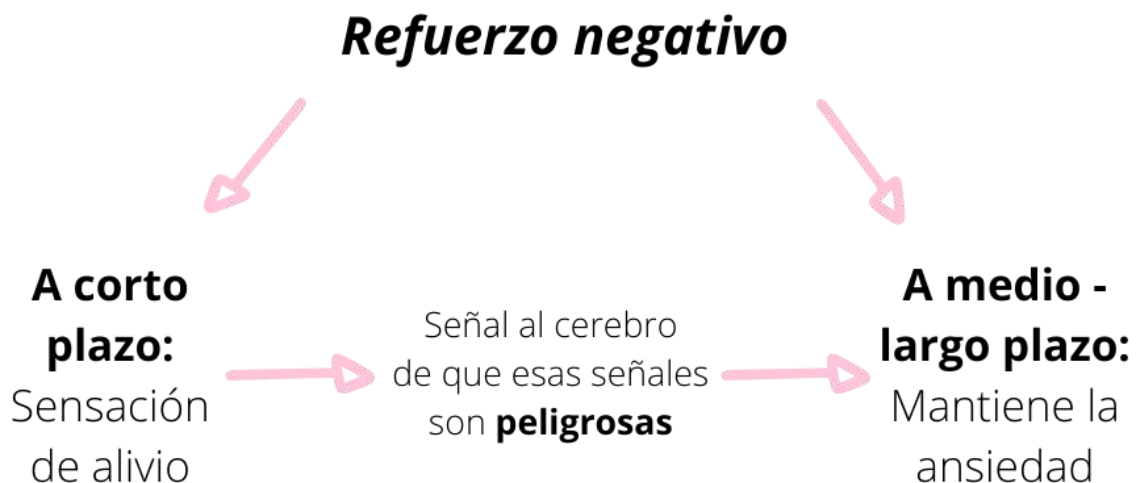 Refuerzo negativo
A corto
plazo:
Sensación
de alivio
Señal al cerebro
de que esas señales
son peligrosas
A medio -
largo plazo:
Mantiene la
ansiedad